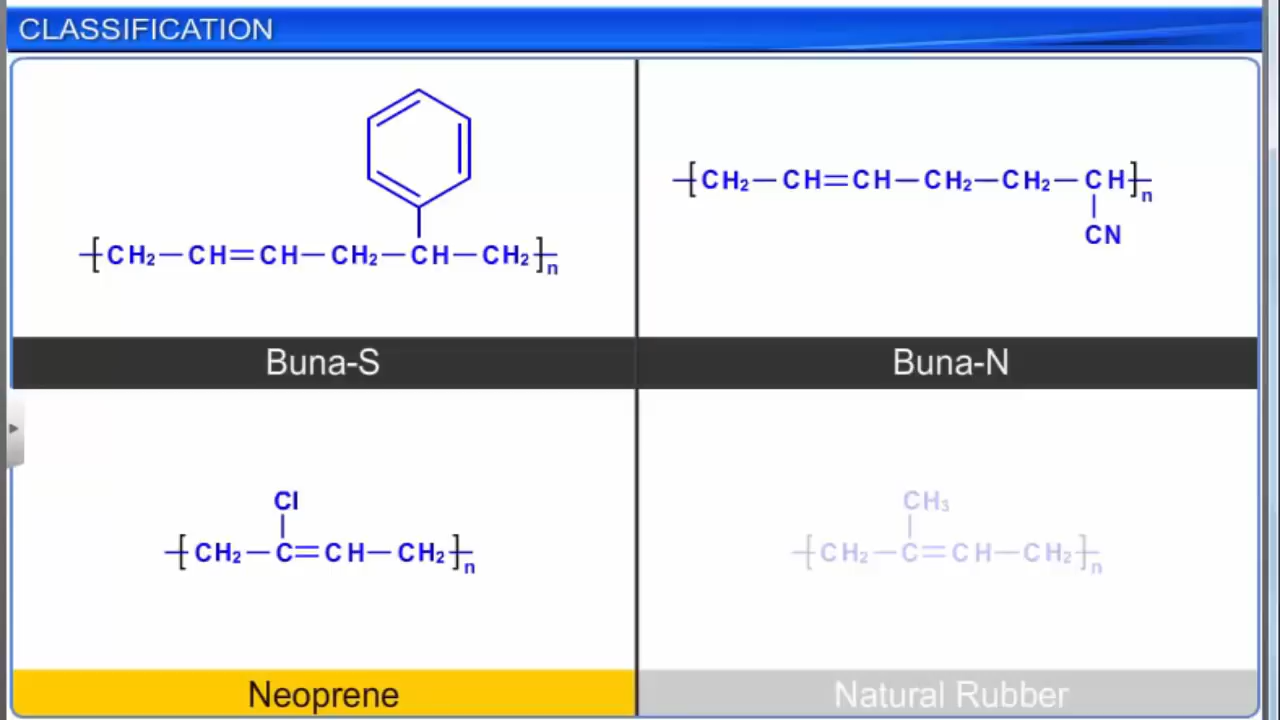 CLASSIFICATION
-[CH₂—CH=CH—CH₂—CH—CH₂]-n
Buna-S
-[CH₂—CH=CH—CH₂—CH₂—CH]-n
CN
Buna-N
Cl
-[CH₂—C=CH—CH₂]-n
Neoprene
CH₃
-[CH₂—C=CH—CH₂]-n
Natural Rubber